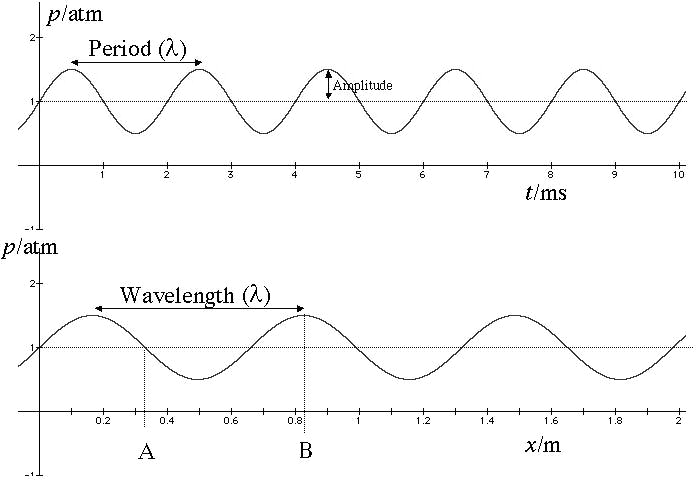 p/atm
2
Period (λ)
Amplitude
1
1 2 3 4 5 6 7 8 9 10
t/ms
-1
p/atm
2
Wavelength (λ)
1
0.2 0.4 0.6 0.8 1 1.2 1.4 1.6 1.8 2
A B x/m
-1